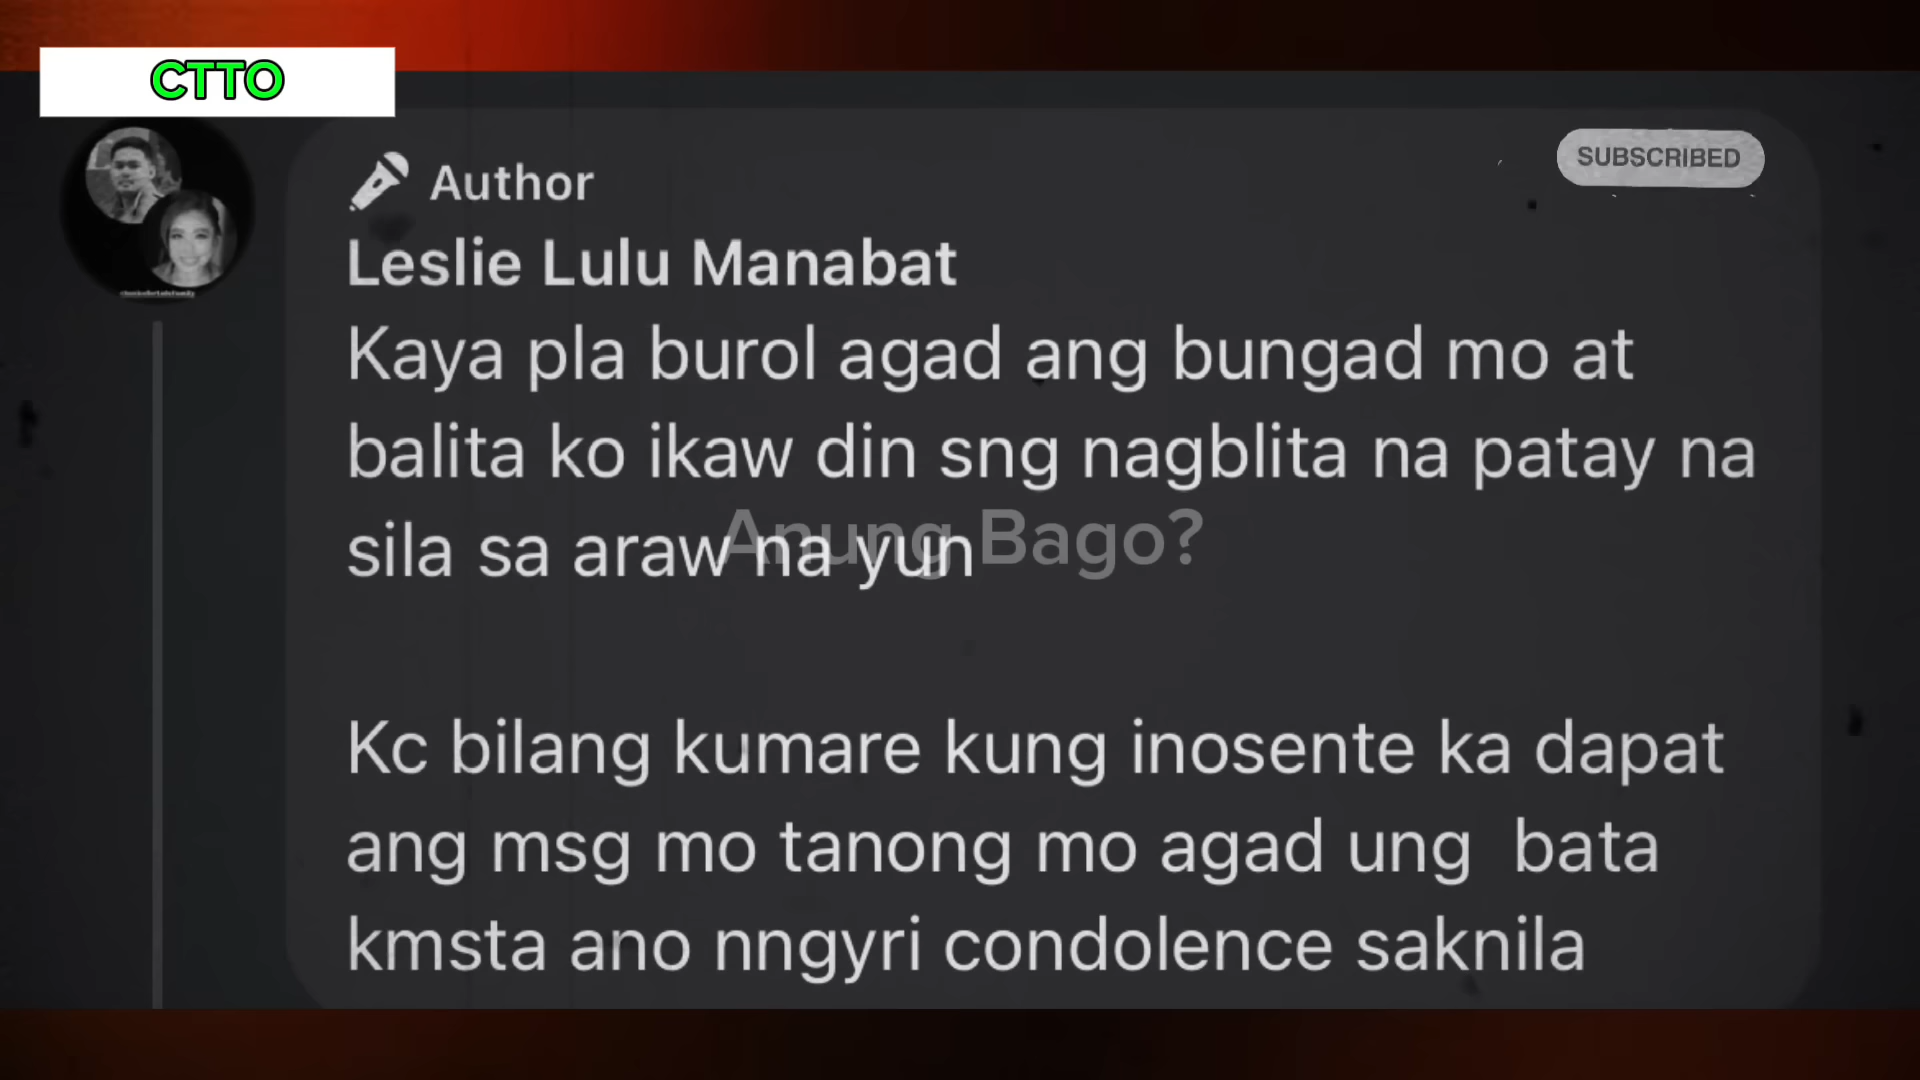 CTTO
SUBSCRIBED
Author
Leslie Lulu Manabat
Kaya pla burol agad ang bungad mo at
balita ko ikaw din sng nagblita na patay na
sila sa araw na yun
Anung Bago?
Kc bilang kumare kung inosente ka dapat
ang msg mo tanong mo agad ung bata
kmsta ano nngyri condolence saknila